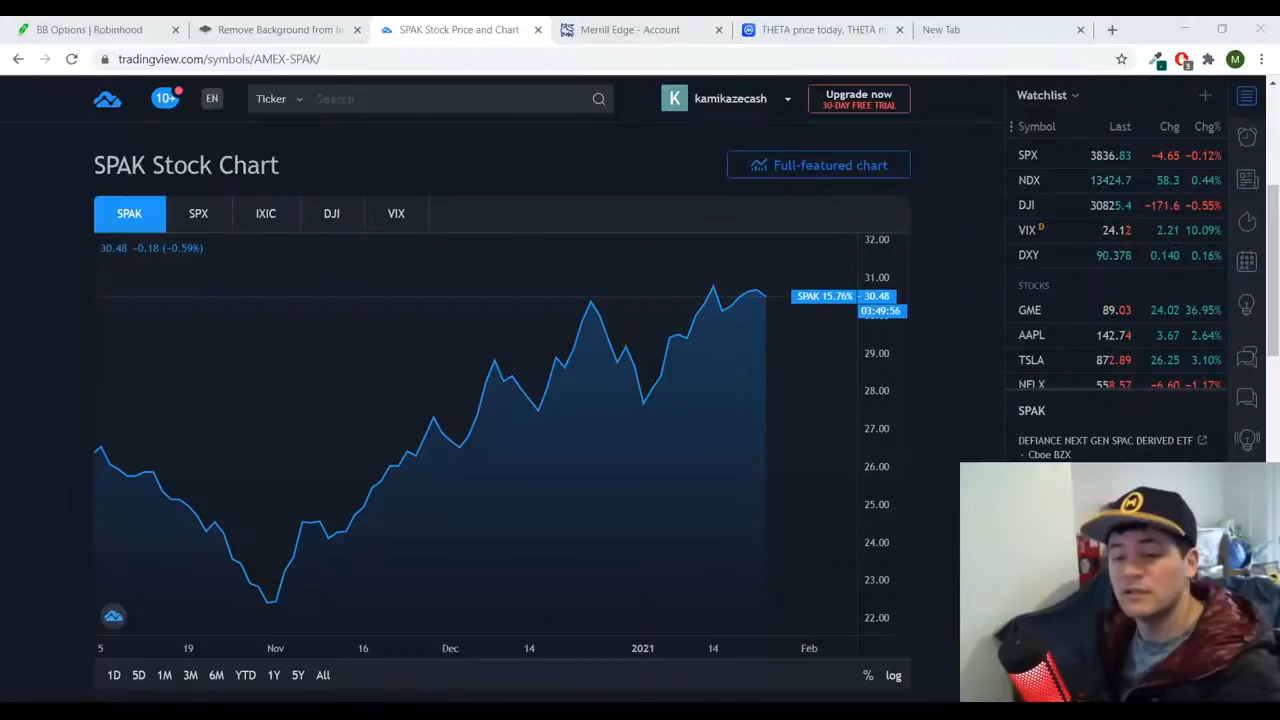 BB Options | Robinhood
Remove Background from I
SPAK Stock Price and Chart
Merrill Edge - Account
THETA price today, THETA m
New Tab
tradingview.com/symbols/AMEX-SPAK/
3
M
10+
EN
Ticker
Search
K
kamikazecash
Upgrade now
30-DAY FREE TRIAL
SPAK Stock Chart
Full-featured chart
SPAK SPX IXIC DJI VIX
30.48 −0.18 (−0.59%)
32.00
31.00
SPAK 15.76% 30.48
03:49:56
29.00
28.00
27.00
26.00
25.00
24.00
23.00
22.00
5 19 Nov 16 Dec 14 2021 14 Feb
1D 5D 1M 3M 6M YTD 1Y 5Y All
% log
Watchlist
Symbol Last Chg Chg%
SPX 3836.83 −4.65 −0.12%
NDX 13424.7 58.3 0.44%
DJI 30825.4 −171.6 −0.55%
VIX D 24.12 2.21 10.09%
DXY 90.378 0.140 0.16%
STOCKS
GME 89.03 24.02 36.95%
AAPL 142.74 3.67 2.64%
TSLA 872.89 26.25 3.10%
NFLX 558.57 −6.60 −1.17%
SPAK
DEFIANCE NEXT GEN SPAC DERIVED ETF
• Cboe BZX